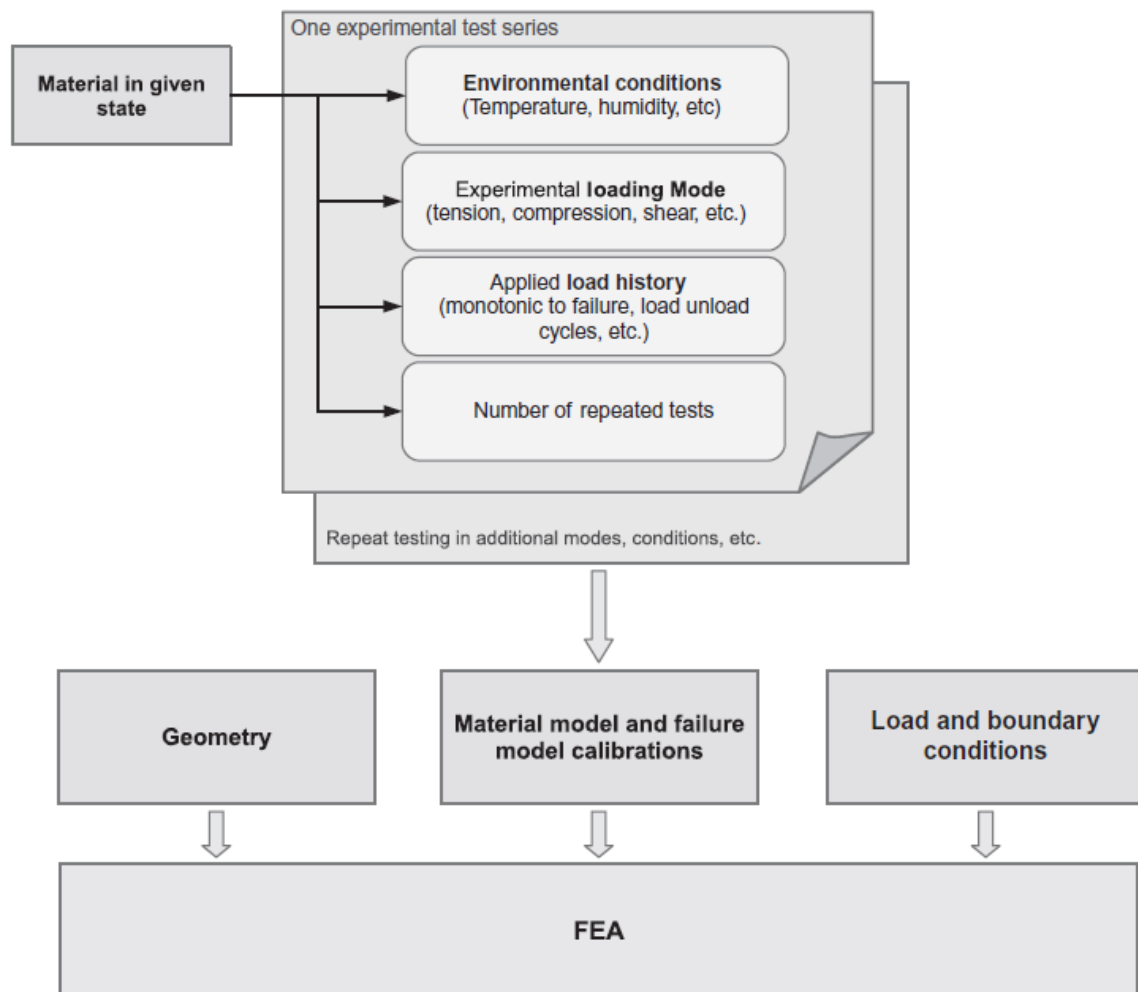 One experimental test series
Material in given
state
Environmental conditions
(Temperature, humidity, etc)
Experimental loading Mode
(tension, compression, shear, etc.)
Applied load history
(monotonic to failure, load unload
cycles, etc.)
Number of repeated tests
Repeat testing in additional modes, conditions, etc.
Geometry
Material model and failure
model calibrations
Load and boundary
conditions
FEA